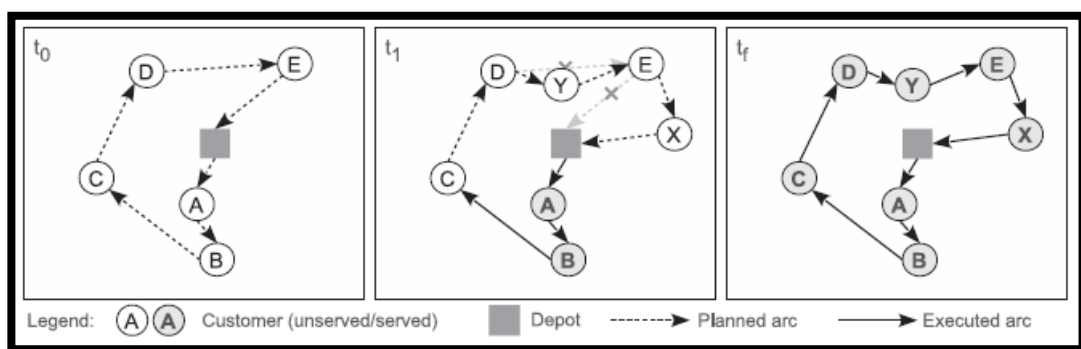 t0
D
E
C
A
B
t1
D
Y
E
X
C
A
B
tf
D
Y
E
X
C
A
B
Legend: A A Customer (unserved/served) Depot Planned arc Executed arc